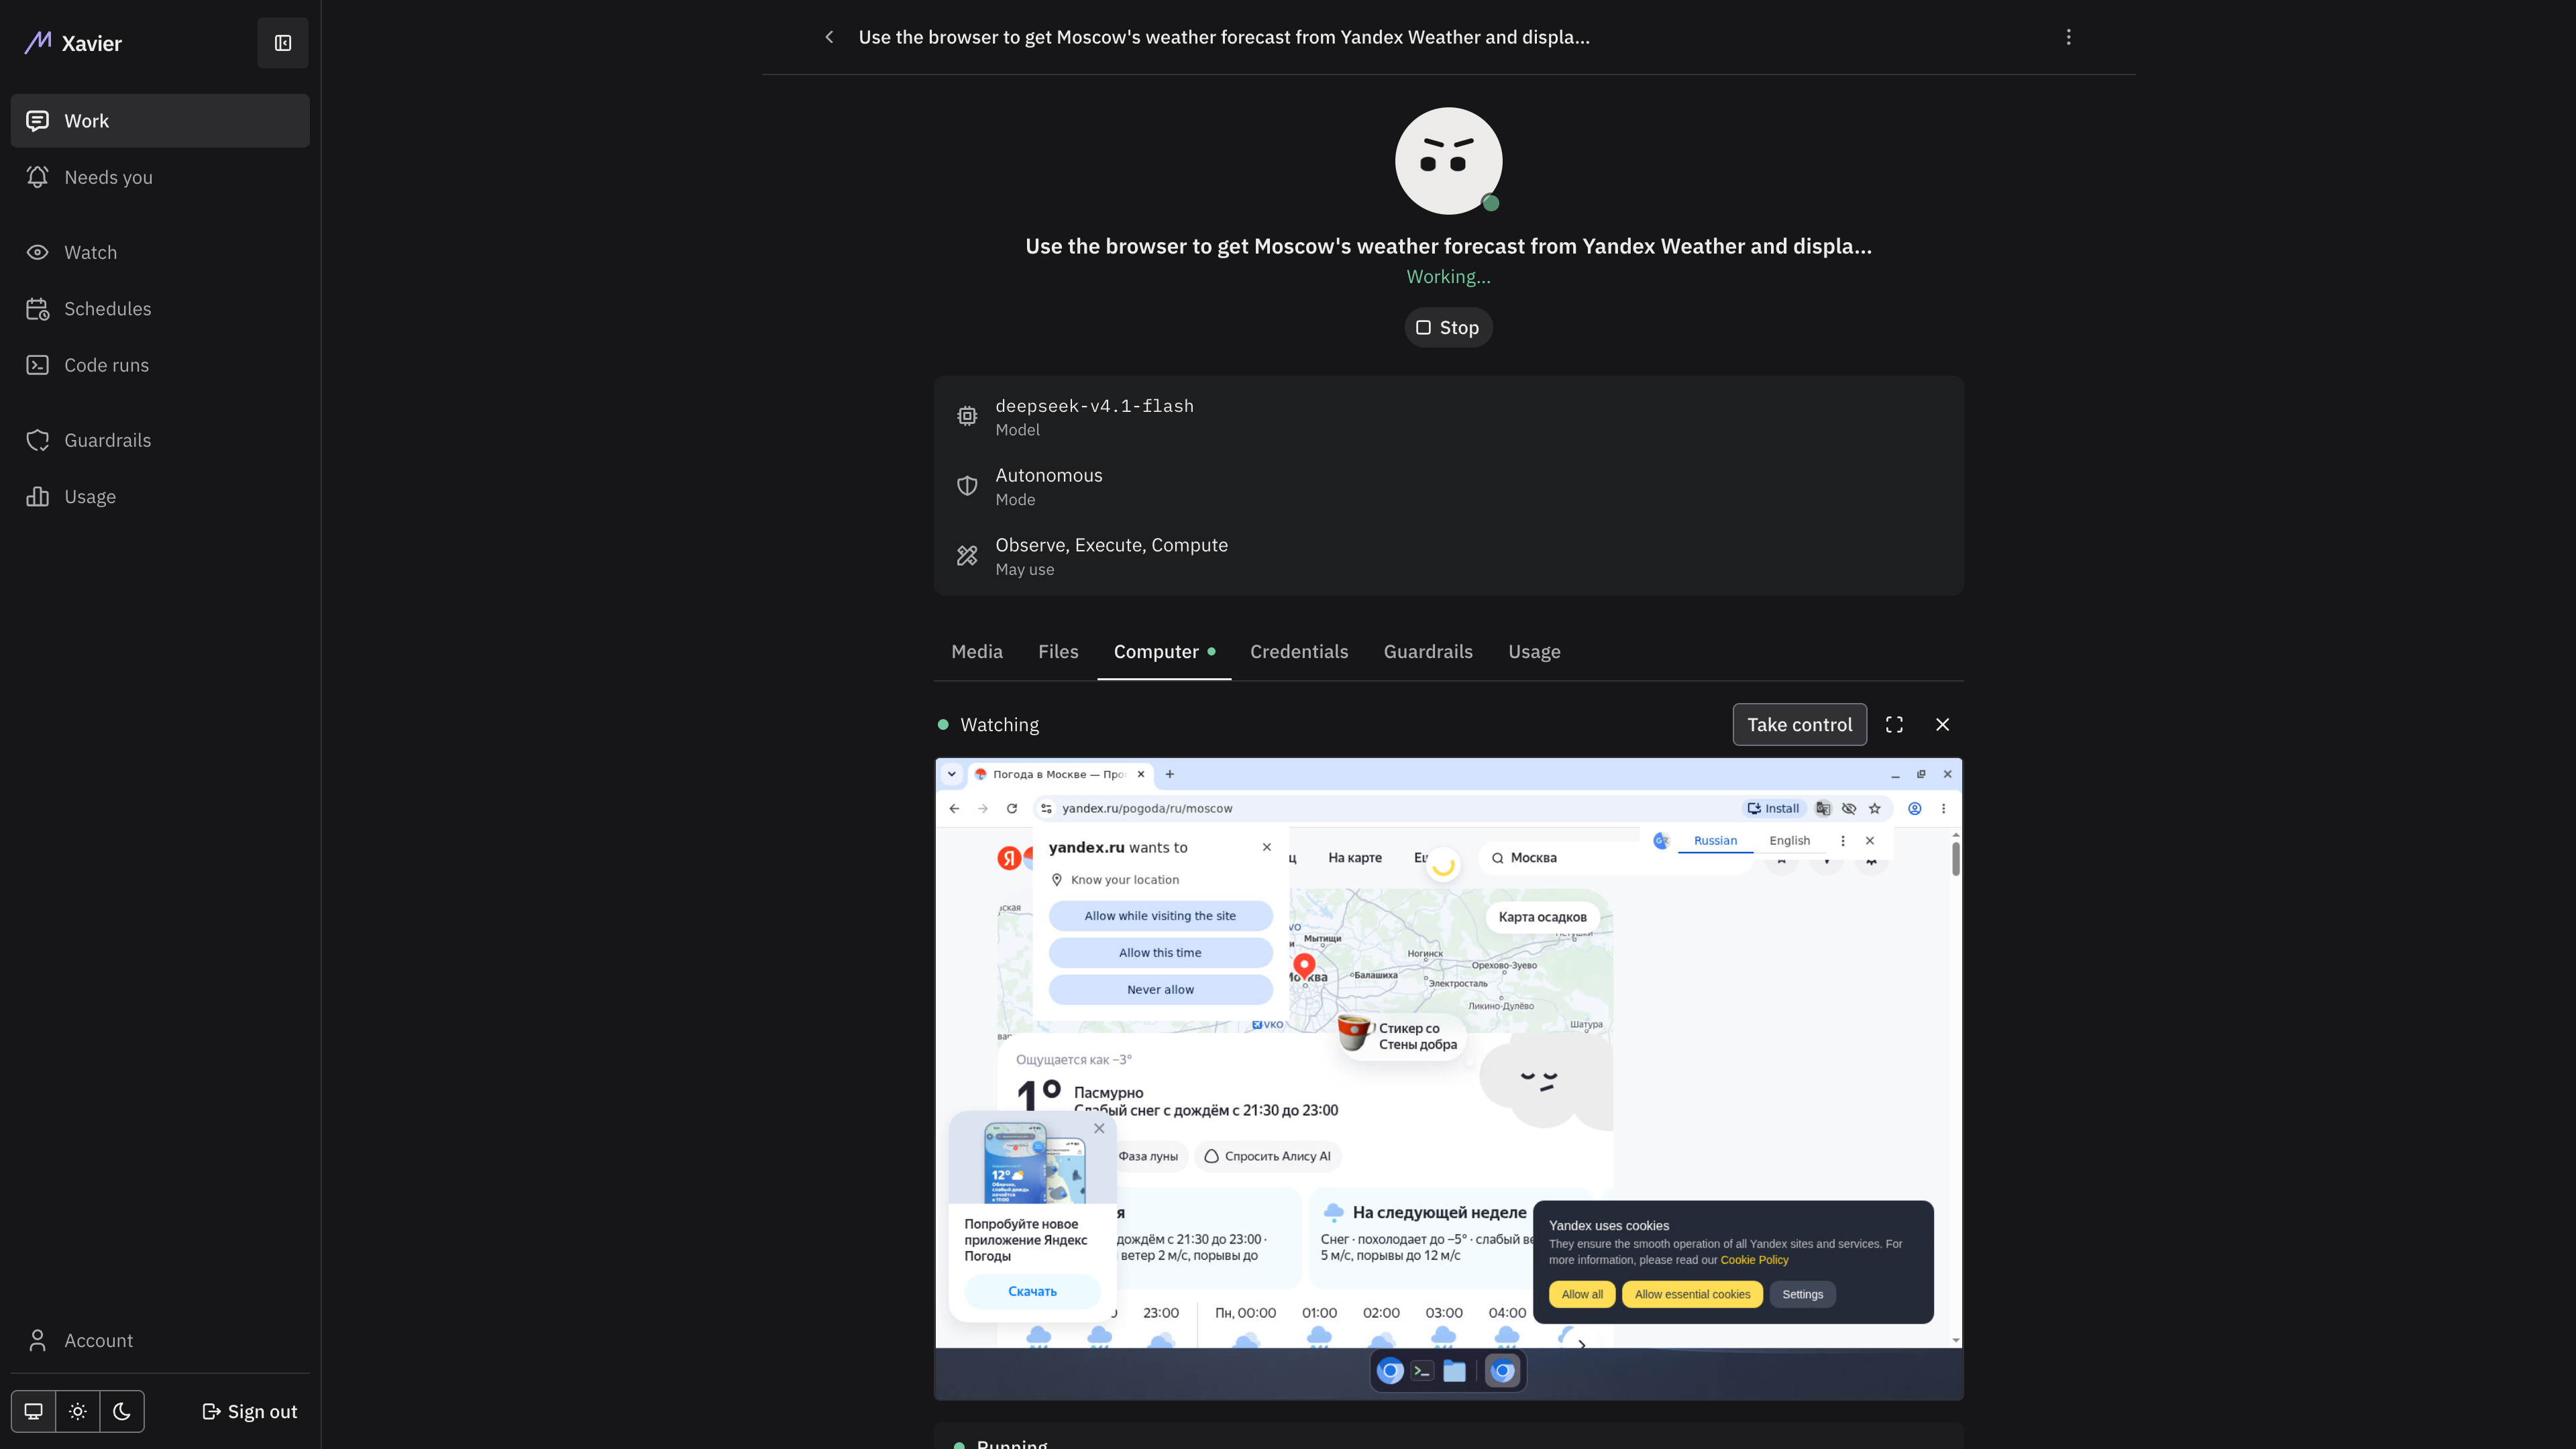 Xavier
Use the browser to get Moscow's weather forecast from Yandex Weather and displa...
Work
Needs you
Watch
Schedules
Code runs
Guardrails
Usage
Account
Sign out
Use the browser to get Moscow's weather forecast from Yandex Weather and displa...
Working...
Stop
deepseek-v4.1-flash
Model
Autonomous
Mode
Observe, Execute, Compute
May use
Media Files Computer Credentials Guardrails Usage
Watching
Take control
Погода в Москве — Про
yandex.ru/pogoda/ru/moscow
Install
yandex.ru wants to
Know your location
Allow while visiting the site
Allow this time
Never allow
На карте
Москва
Russian English
Карта осадков
Мытищи
Ногинск
Орехово-Зуево
Балашиха
Электросталь
Ликино-Дулёво
Шатура
VKO
Стикер со
Стены добра
Ощущается как −3°
1° Пасмурно
Слабый снег с дождём с 21:30 до 23:00
Фаза луны
Спросить Алису AI
12°
Попробуйте новое
приложение Яндекс
Погоды
Скачать
дождём с 21:30 до 23:00 ·
ветер 2 м/с, порывы до
На следующей неделе
Снег · похолодает до −5° · слабый
5 м/с, порывы до 12 м/с
Yandex uses cookies
They ensure the smooth operation of all Yandex sites and services. For
more information, please read our Cookie Policy
Allow all
Allow essential cookies
Settings
23:00 Пн, 00:00 01:00 02:00 03:00 04:00
Running